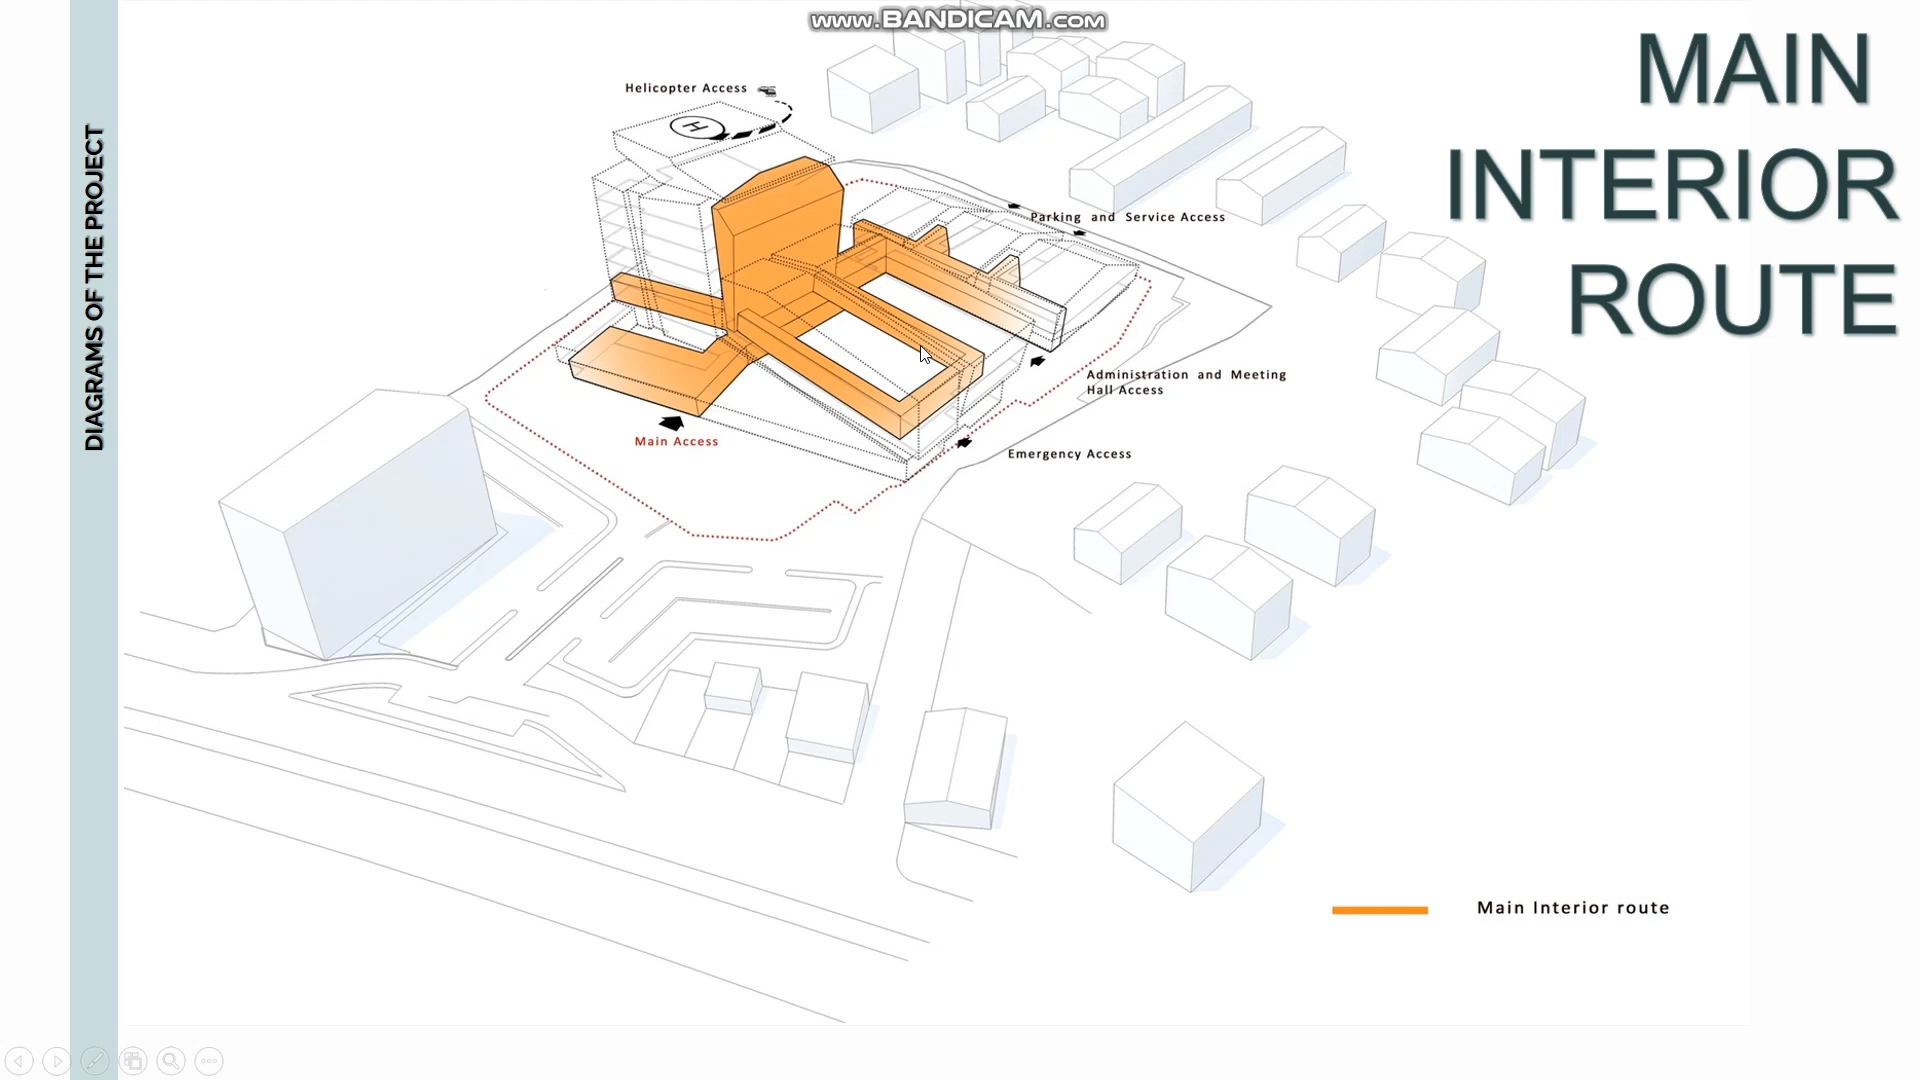 www.BANDICAM.com
MAIN
INTERIOR
ROUTE
DIAGRAMS OF THE PROJECT
Helicopter Access
H
Parking and Service Access
Administration and Meeting
Hall Access
Main Access
Emergency Access
Main Interior route